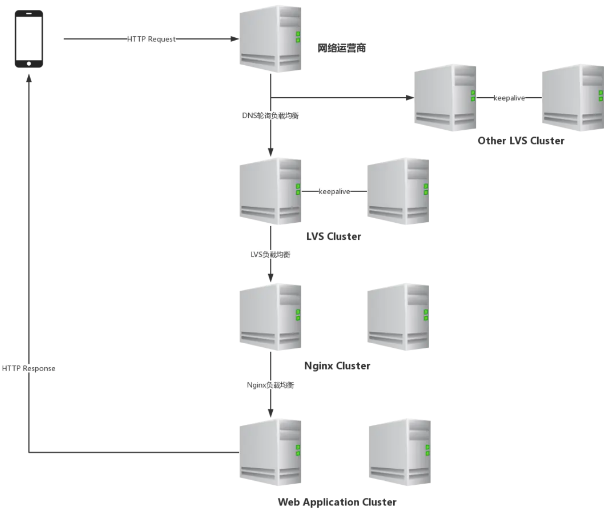 HTTP Request
网络运营商
keepalive
Other LVS Cluster
DNS轮询负载均衡
keepalive
LVS Cluster
LVS负载均衡
Nginx Cluster
HTTP Response
Nginx负载均衡
Web Application Cluster